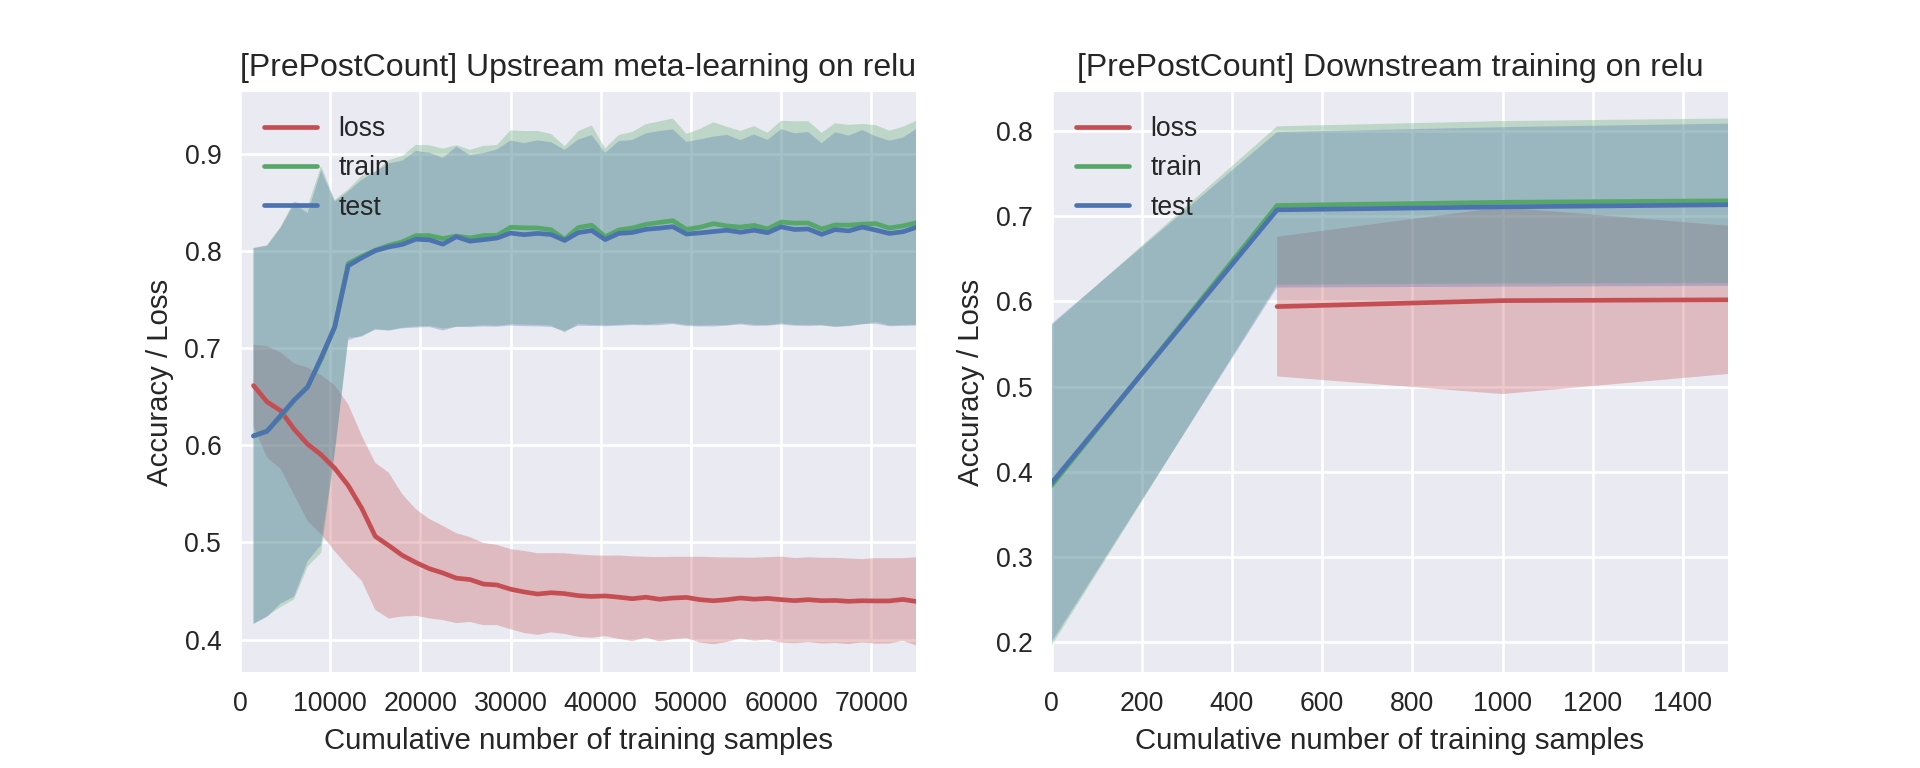 [PrePostCount] Upstream meta-learning on relu
loss
train
test
0.9
0.8
0.7
0.6
0.5
0.4
Accuracy / Loss
0 10000 20000 30000 40000 50000 60000 70000
Cumulative number of training samples
[PrePostCount] Downstream training on relu
loss
train
test
0.8
0.7
0.6
0.5
0.4
0.3
0.2
Accuracy / Loss
0 200 400 600 800 1000 1200 1400
Cumulative number of training samples